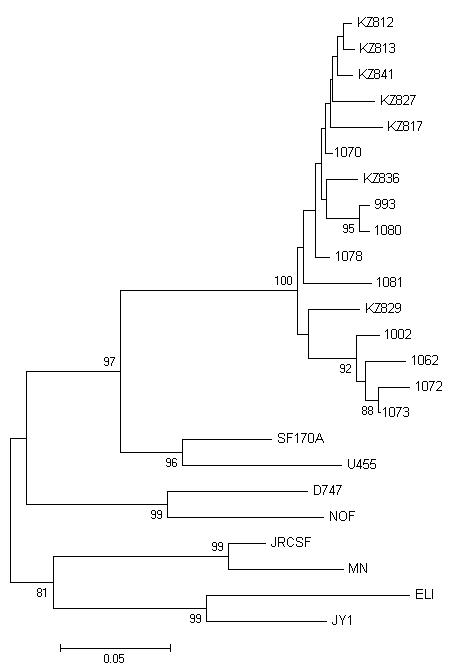 KZ812
KZ813
KZ841
KZ827
KZ817
1070
KZ836
993
95
1080
1078
100
1081
KZ829
1002
92
1062
1072
88
1073
97
SF170A
96
U455
D747
99
NOF
99
JRCSF
MN
81
ELI
99
JY1
0.05